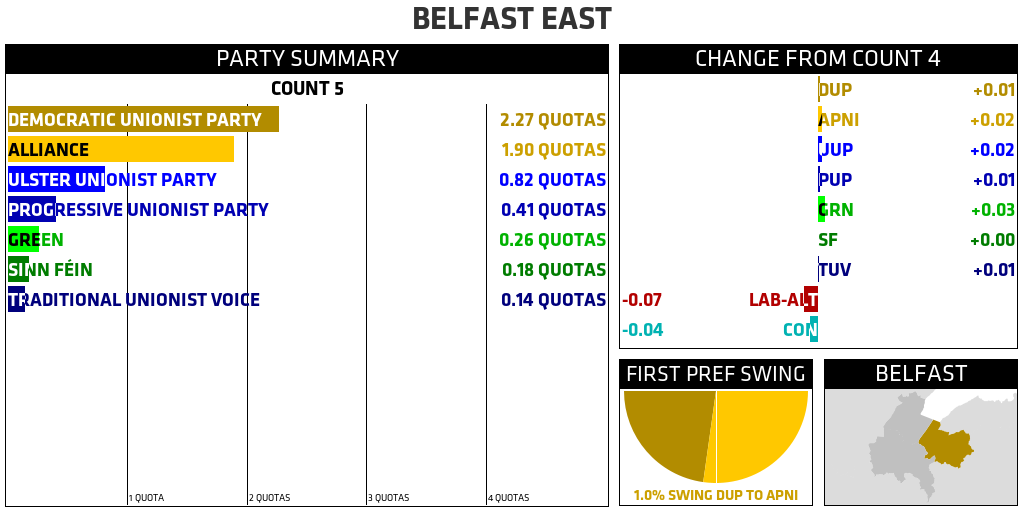 BELFAST EAST
PARTY SUMMARY
COUNT 5
DEMOCRATIC UNIONIST PARTY 2.27 QUOTAS
ALLIANCE 1.90 QUOTAS
ULSTER UNIONIST PARTY 0.82 QUOTAS
PROGRESSIVE UNIONIST PARTY 0.41 QUOTAS
GREEN 0.26 QUOTAS
SINN FÉIN 0.18 QUOTAS
TRADITIONAL UNIONIST VOICE 0.14 QUOTAS
1 QUOTA 2 QUOTAS 3 QUOTAS 4 QUOTAS
CHANGE FROM COUNT 4
DUP +0.01
APNI +0.02
UUP +0.02
PUP +0.01
GRN +0.03
SF +0.00
TUV +0.01
-0.07 LAB-ALT
-0.04 CON
FIRST PREF SWING
1.0% SWING DUP TO APNI
BELFAST